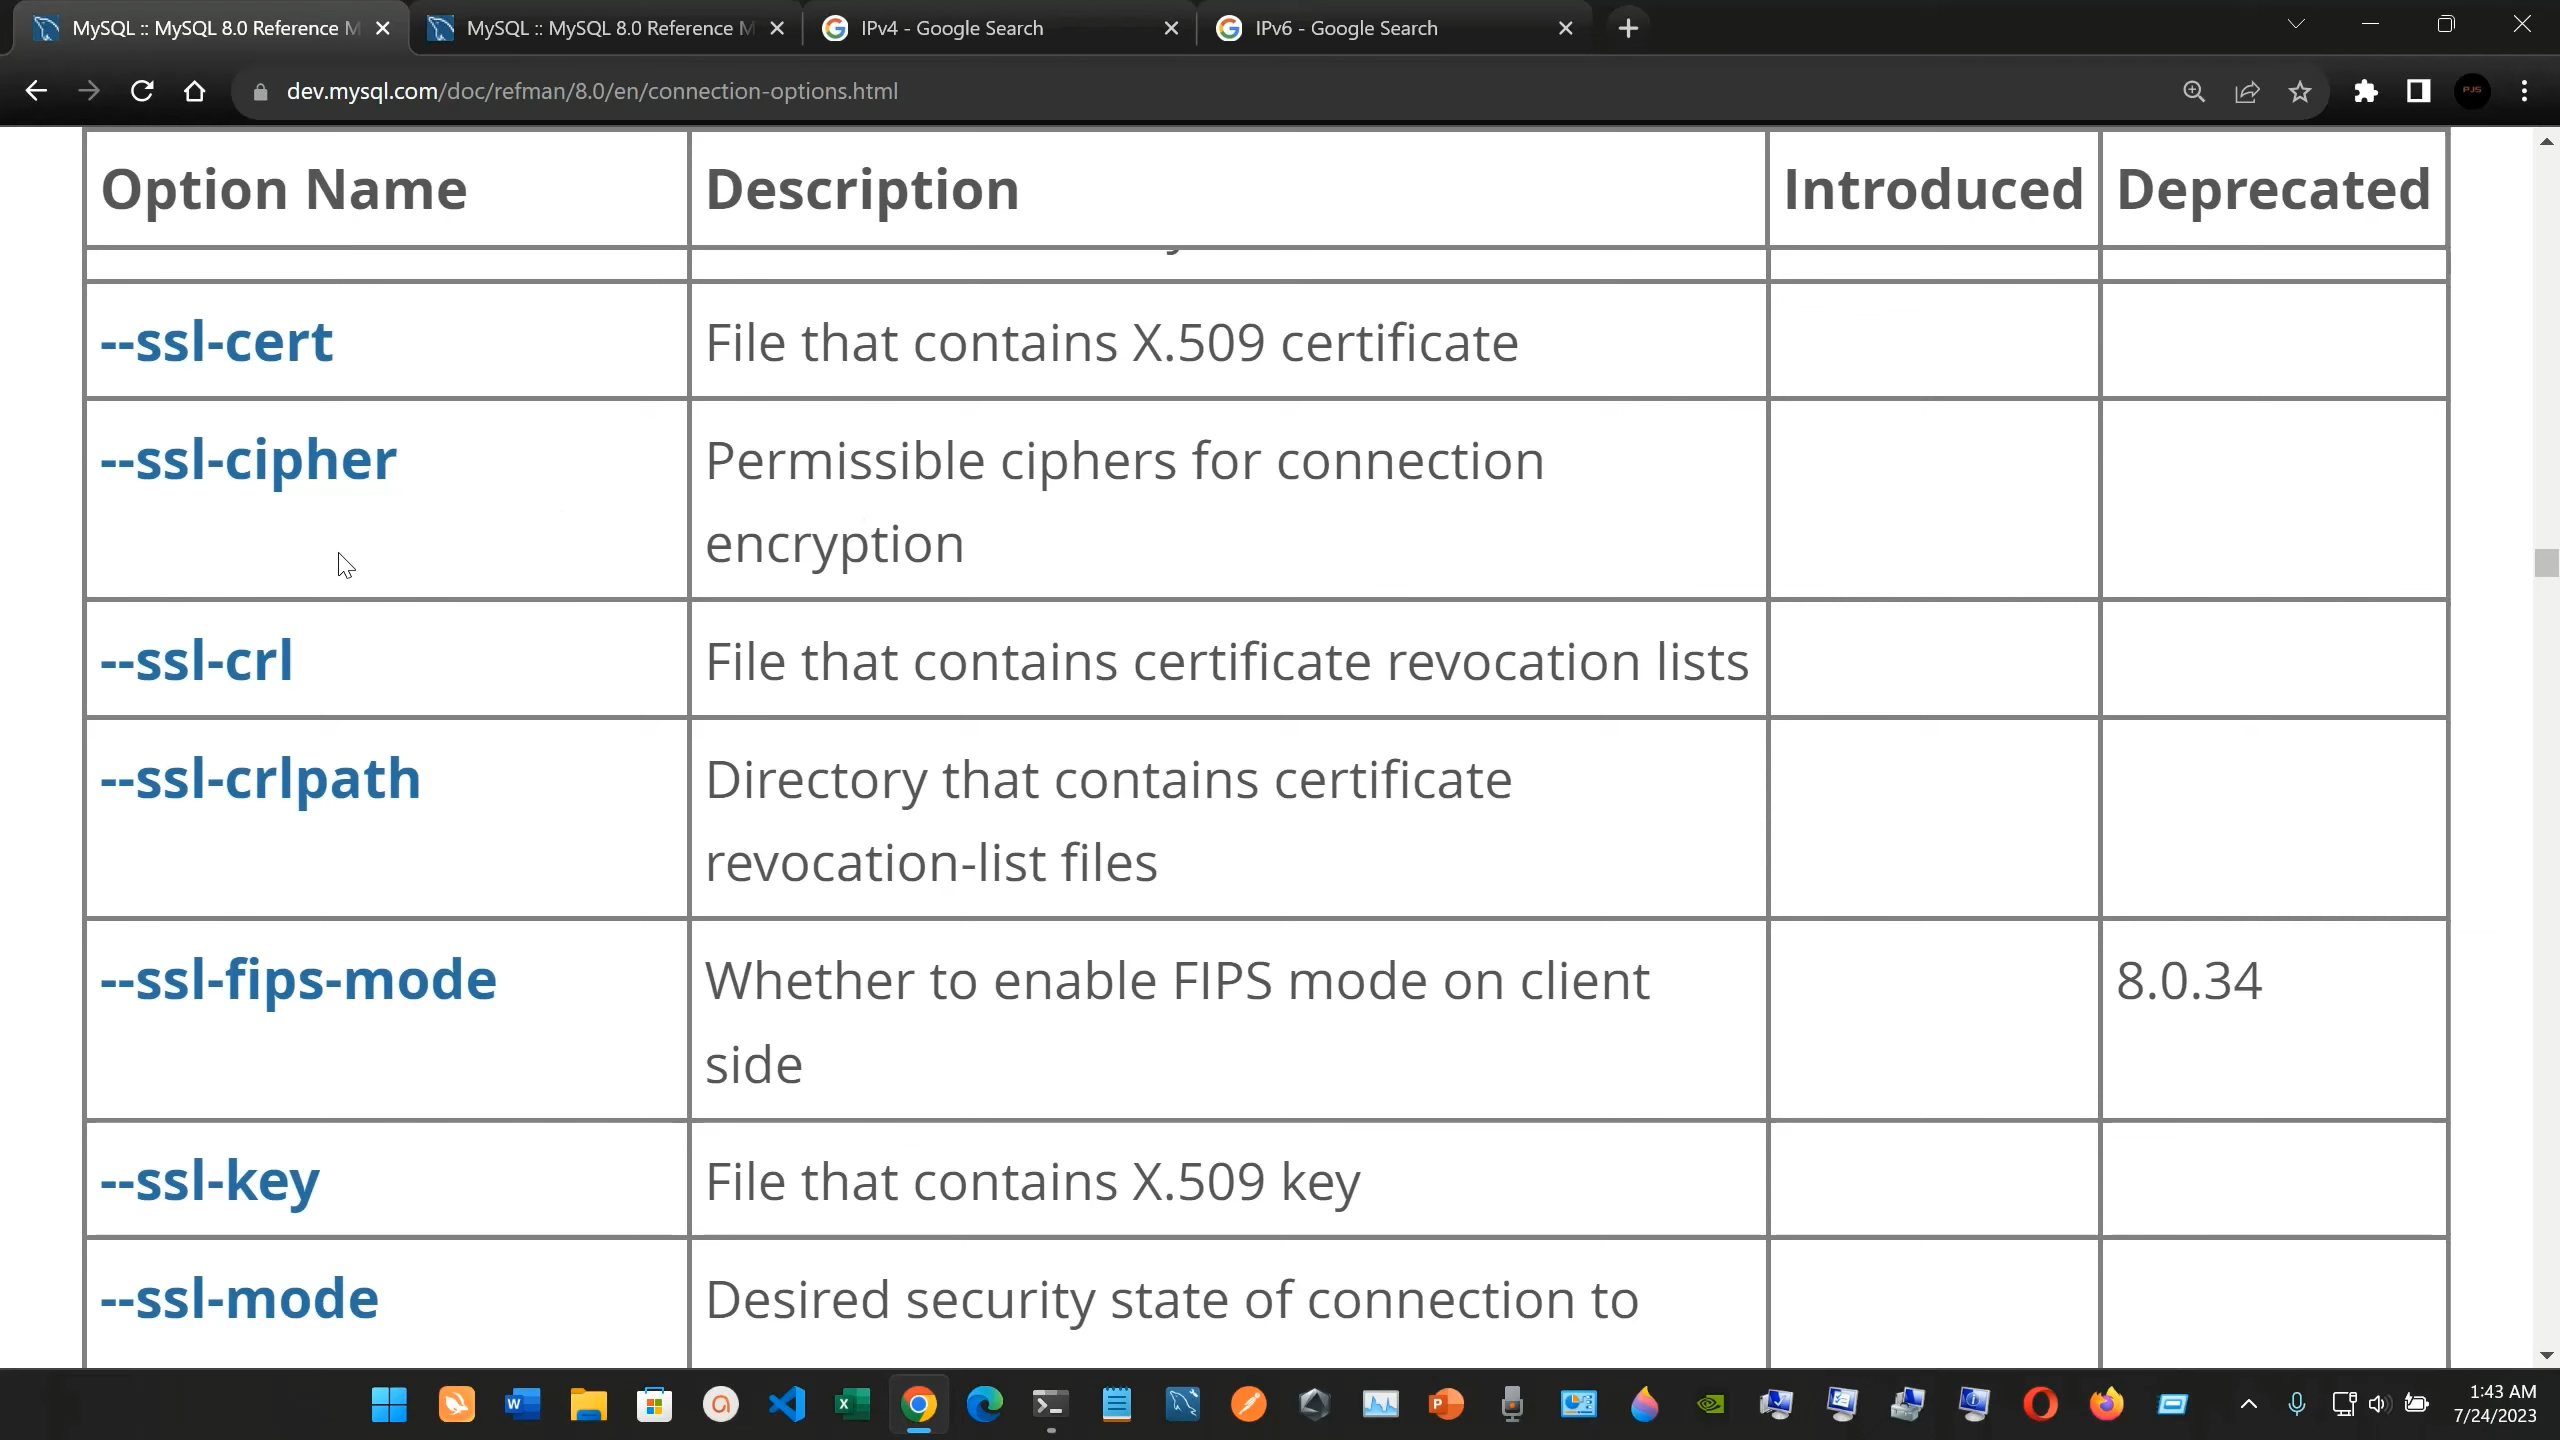 MySQL :: MySQL 8.0 Reference M
MySQL :: MySQL 8.0 Reference M
IPv4 - Google Search
IPv6 - Google Search
dev.mysql.com/doc/refman/8.0/en/connection-options.html
PJS
Option Name
Description
Introduced
Deprecated
--ssl-cert
File that contains X.509 certificate
--ssl-cipher
Permissible ciphers for connection
encryption
--ssl-crl
File that contains certificate revocation lists
--ssl-crlpath
Directory that contains certificate
revocation-list files
--ssl-fips-mode
Whether to enable FIPS mode on client
side
8.0.34
--ssl-key
File that contains X.509 key
--ssl-mode
Desired security state of connection to
1:43 AM
7/24/2023